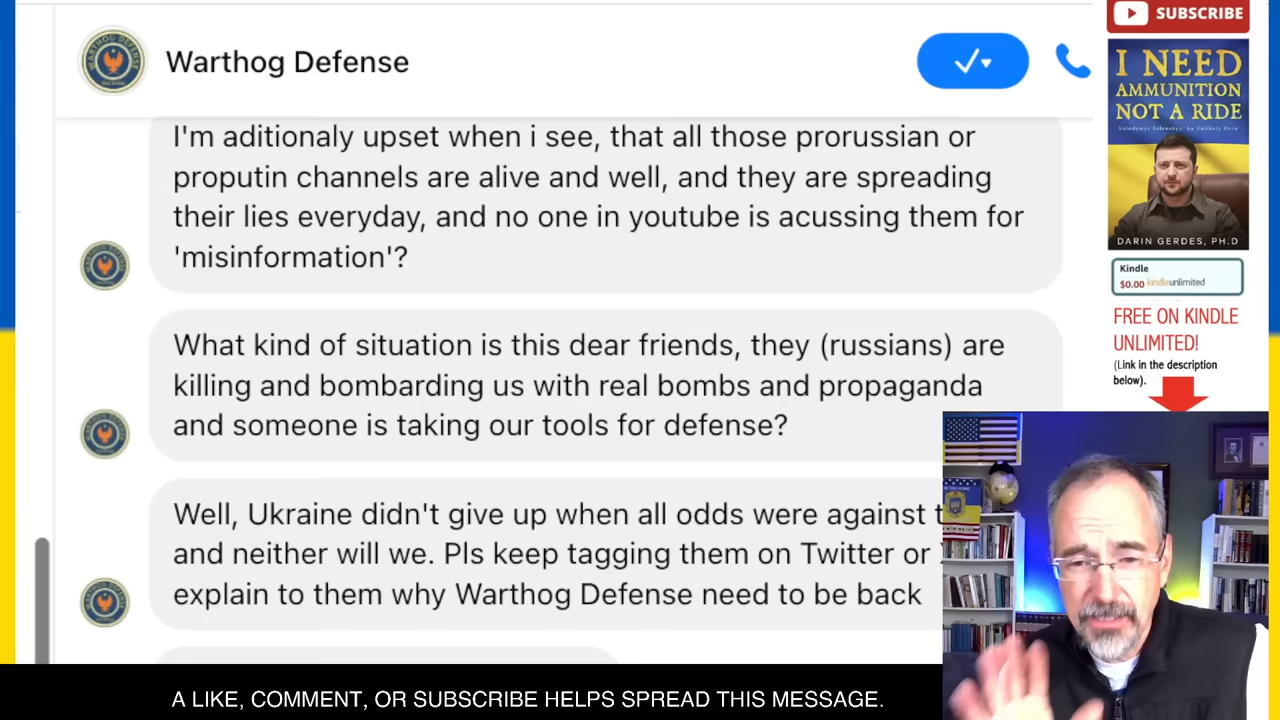 Warthog Defense
I'm aditionaly upset when i see, that all those prorussian or
proputin channels are alive and well, and they are spreading
their lies everyday, and no one in youtube is acussing them for
'misinformation'?
What kind of situation is this dear friends, they (russians) are
killing and bombarding us with real bombs and propaganda
and someone is taking our tools for defense?
Well, Ukraine didn't give up when all odds were against
and neither will we. Pls keep tagging them on Twitter or
explain to them why Warthog Defense need to be back
SUBSCRIBE
I NEED
AMMUNITION
NOT A RIDE
Volodymyr Zelenskyy, An Unlikely Hero
DARIN GERDES, PH.D
Kindle
$0.00 kindleunlimited
FREE ON KINDLE
UNLIMITED!
(Link in the description
below).
A LIKE, COMMENT, OR SUBSCRIBE HELPS SPREAD THIS MESSAGE.